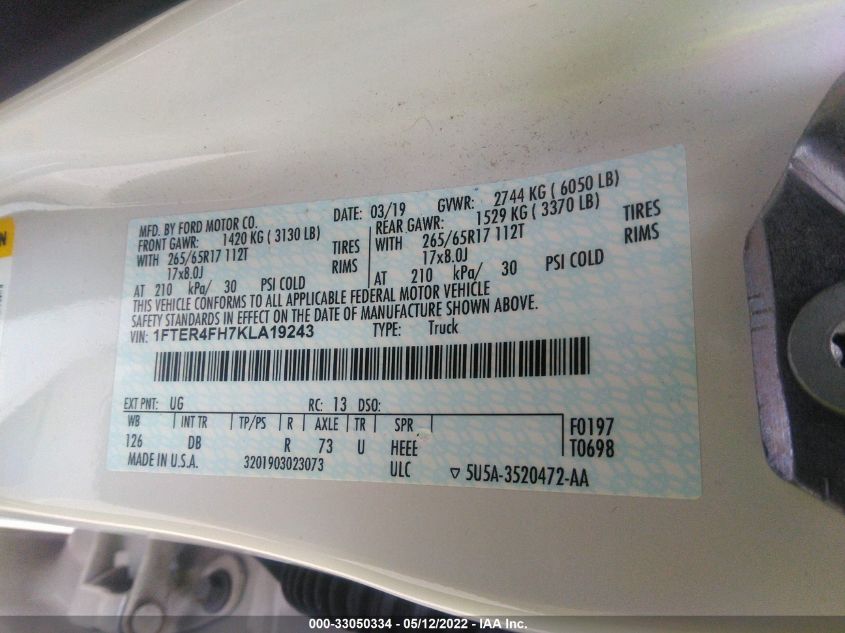 MFD. BY FORD MOTOR CO.
DATE: 03/19 GVWR: 2744 KG ( 6050 LB)
FRONT GAWR: 1420 KG ( 3130 LB) REAR GAWR: 1529 KG ( 3370 LB)
WITH 265/65R17 112T TIRES WITH 265/65R17 112T TIRES
17x8.0J RIMS 17x8.0J RIMS
AT 210 kPa/ 30 PSI COLD AT 210 kPa/ 30 PSI COLD
THIS VEHICLE CONFORMS TO ALL APPLICABLE FEDERAL MOTOR VEHICLE
SAFETY STANDARDS IN EFFECT ON THE DATE OF MANUFACTURE SHOWN ABOVE.
VIN: 1FTER4FH7KLA19243 TYPE: Truck
EXT PNT: UG RC: 13 DSO:
WB INT TR TP/PS R AXLE TR SPR F0197
126 DB R 73 U HEEE T0698
MADE IN U.S.A. 3201903023073 ULC ▽ 5U5A-3520472-AA
000-33050334 - 05/12/2022 - IAA Inc.